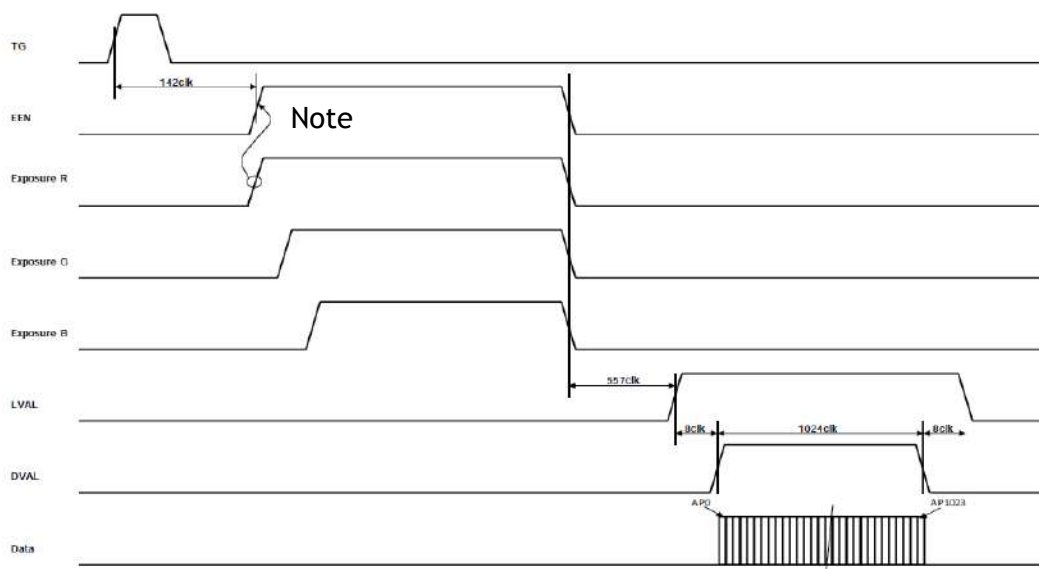 TG
142clk
EEN
Note
Exposure R
Exposure G
Exposure B
557clk
LVAL
8clk
1024clk
8clk
DVAL
AP0
AP1023
Data